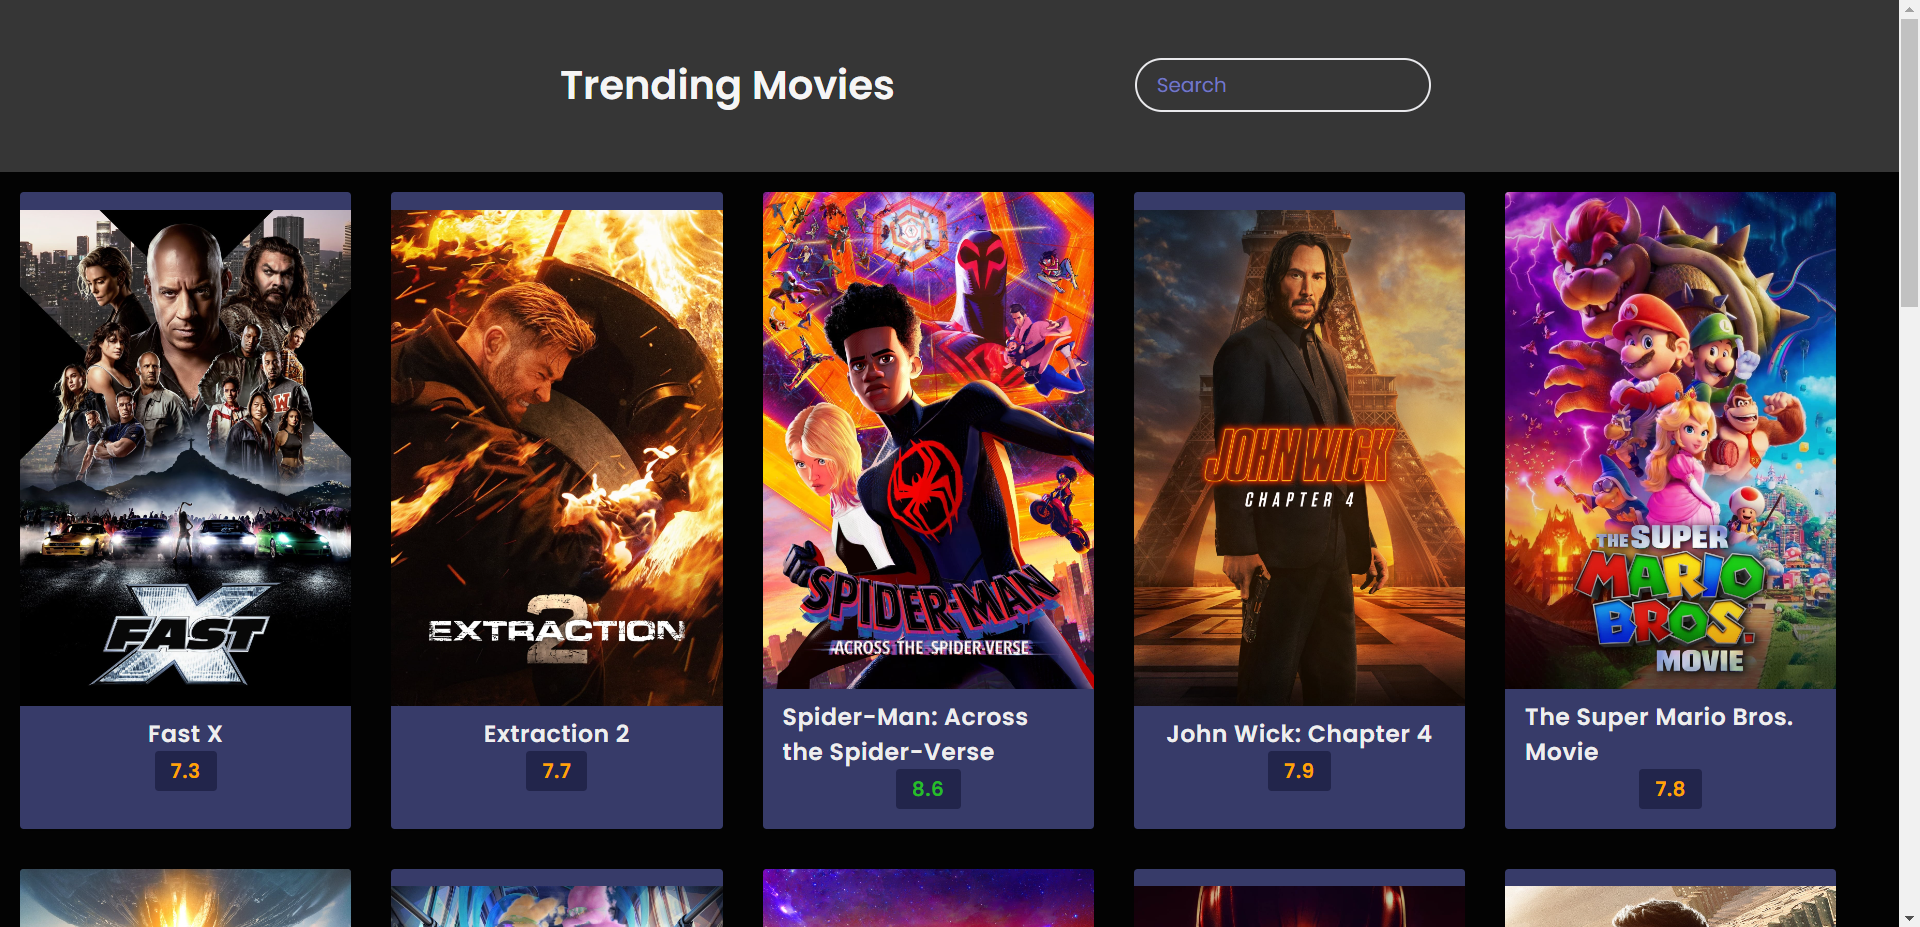 Trending Movies
Search
FAST X
Fast X
7.3
EXTRACTION
2
Extraction 2
7.7
SPIDER-MAN
ACROSS THE SPIDER-VERSE
Spider-Man: Across
the Spider-Verse
8.6
JOHN WICK
CHAPTER 4
John Wick: Chapter 4
7.9
THE SUPER
MARIO
BROS.
MOVIE
The Super Mario Bros.
Movie
7.8